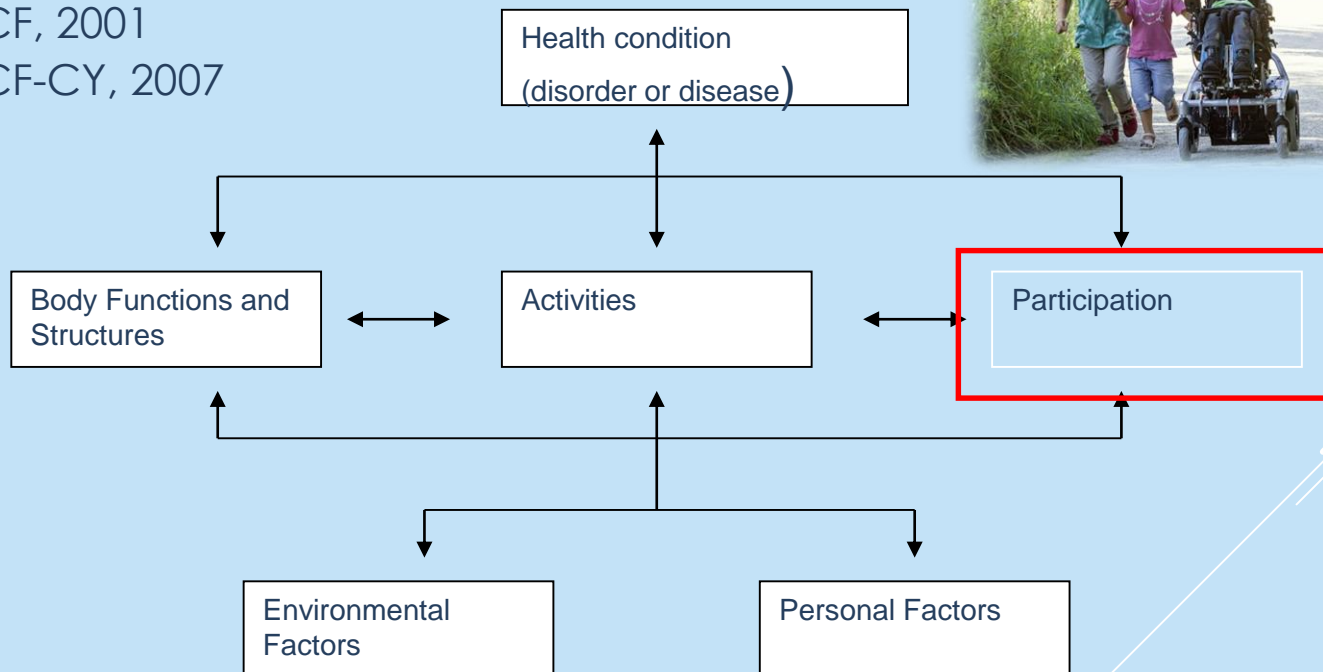 CF, 2001
CF-CY, 2007
Health condition
(disorder or disease)
Body Functions and
Structures
Activities
Participation
Environmental
Factors
Personal Factors